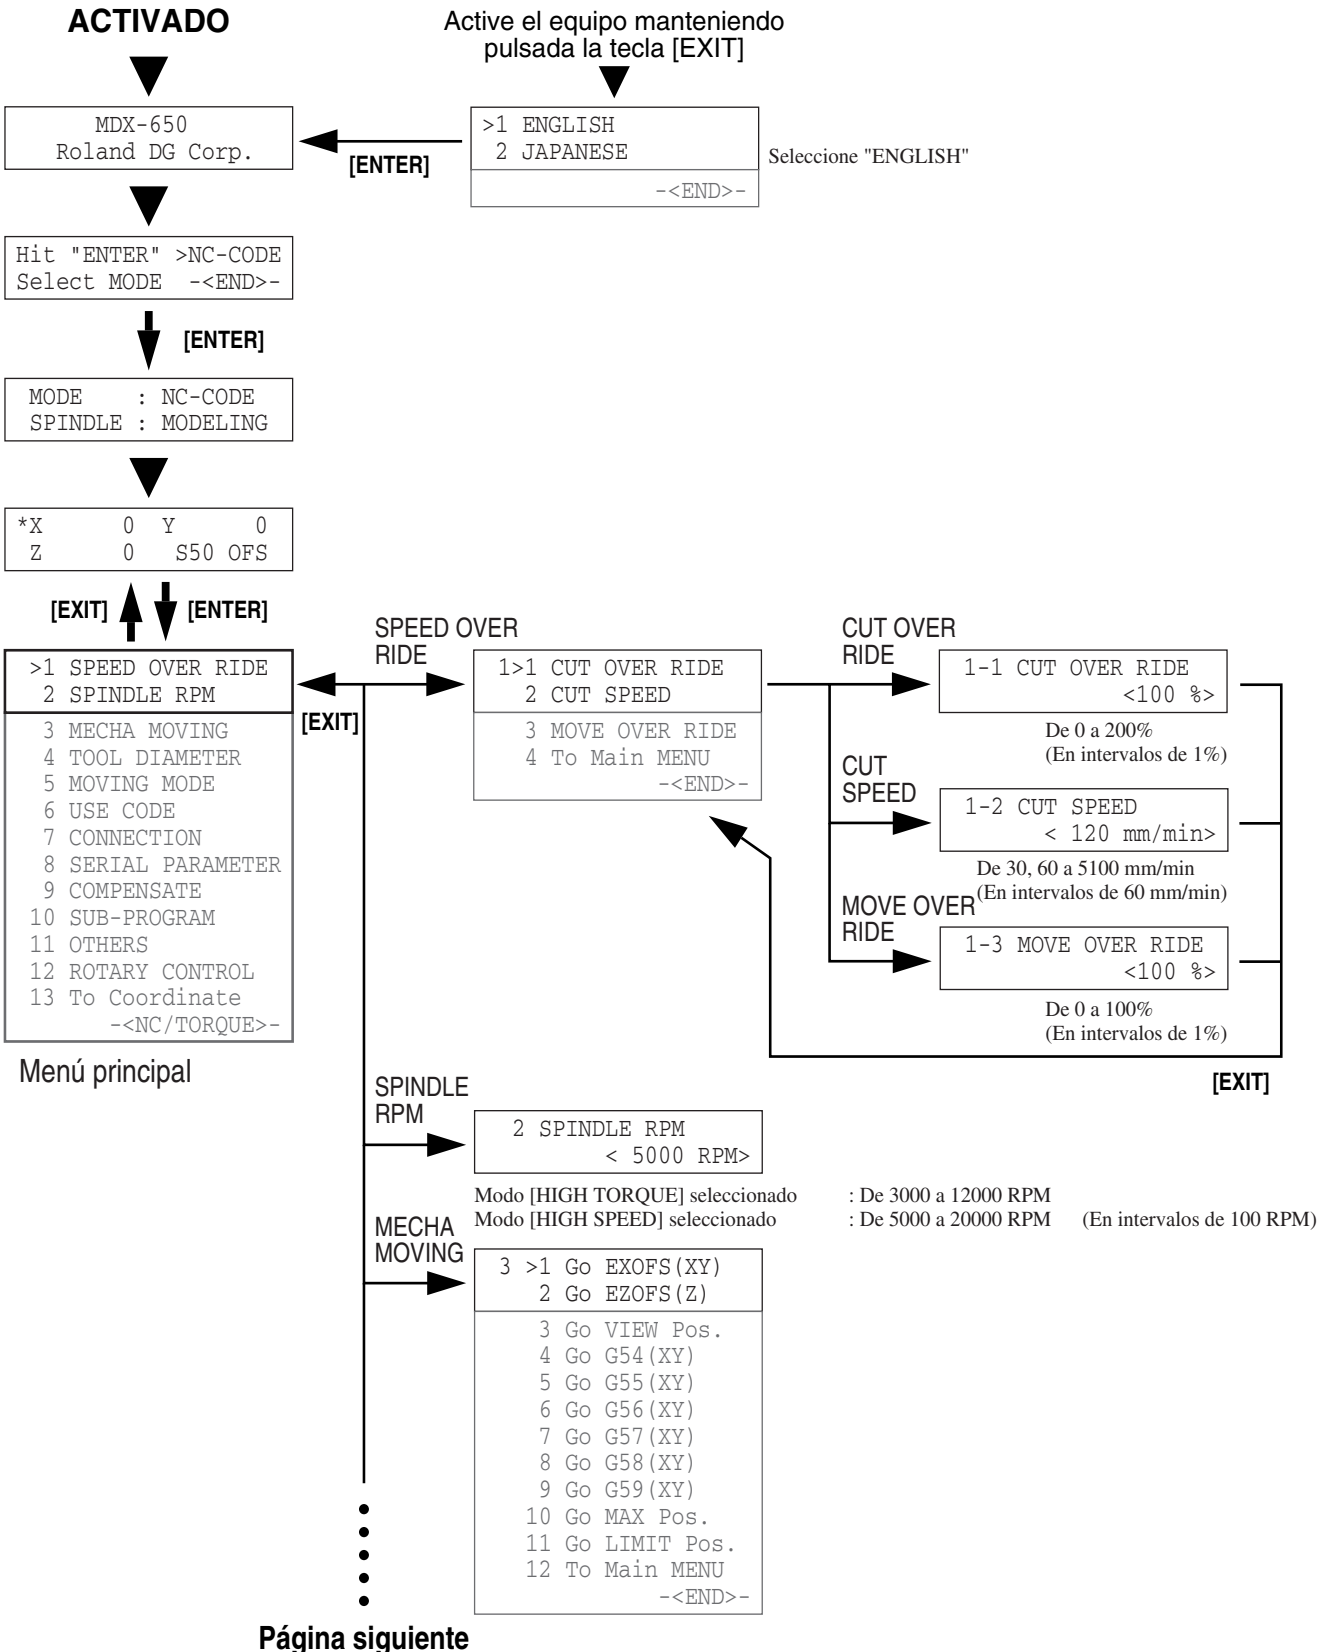 ACTIVADO
Active el equipo manteniendo
pulsada la tecla [EXIT]
MDX-650
Roland DG Corp.
[ENTER]
>1 ENGLISH
2 JAPANESE
-<END>-
Seleccione "ENGLISH"
Hit "ENTER" >NC-CODE
Select MODE -<END>-
[ENTER]
MODE : NC-CODE
SPINDLE : MODELING
*X 0 Y 0
Z 0 S50 OFS
[EXIT]
[ENTER]
>1 SPEED OVER RIDE
2 SPINDLE RPM
3 MECHA MOVING
4 TOOL DIAMETER
5 MOVING MODE
6 USE CODE
7 CONNECTION
8 SERIAL PARAMETER
9 COMPENSATE
10 SUB-PROGRAM
11 OTHERS
12 ROTARY CONTROL
13 To Coordinate
-<NC/TORQUE>-
Menú principal
[EXIT]
SPEED OVER
RIDE
1>1 CUT OVER RIDE
2 CUT SPEED
3 MOVE OVER RIDE
4 To Main MENU
-<END>-
CUT OVER
RIDE
1-1 CUT OVER RIDE
<100 %>
De 0 a 200%
(En intervalos de 1%)
CUT
SPEED
1-2 CUT SPEED
< 120 mm/min>
De 30, 60 a 5100 mm/min
(En intervalos de 60 mm/min)
MOVE OVER
RIDE
1-3 MOVE OVER RIDE
<100 %>
De 0 a 100%
(En intervalos de 1%)
[EXIT]
SPINDLE
RPM
2 SPINDLE RPM
< 5000 RPM>
Modo [HIGH TORQUE] seleccionado : De 3000 a 12000 RPM
Modo [HIGH SPEED] seleccionado : De 5000 a 20000 RPM (En intervalos de 100 RPM)
MECHA
MOVING
3 >1 Go EXOFS(XY)
2 Go EZOFS(Z)
3 Go VIEW Pos.
4 Go G54(XY)
5 Go G55(XY)
6 Go G56(XY)
7 Go G57(XY)
8 Go G58(XY)
9 Go G59(XY)
10 Go MAX Pos.
11 Go LIMIT Pos.
12 To Main MENU
-<END>-
Página siguiente